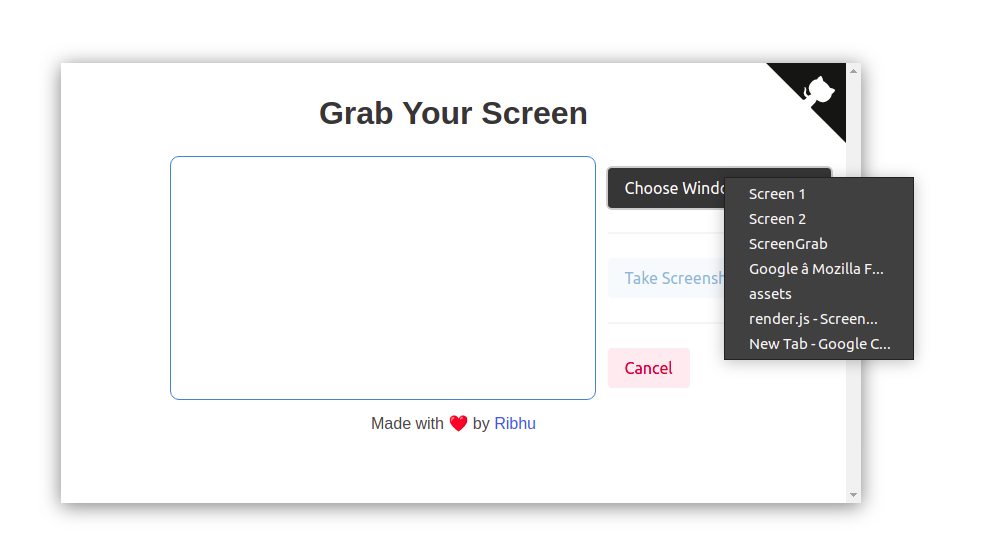 Grab Your Screen
Choose Windo
Screen 1
Screen 2
ScreenGrab
Google â Mozilla F...
assets
render.js - Screen...
New Tab - Google C...
Take Screensh
Cancel
Made with ❤️ by Ribhu